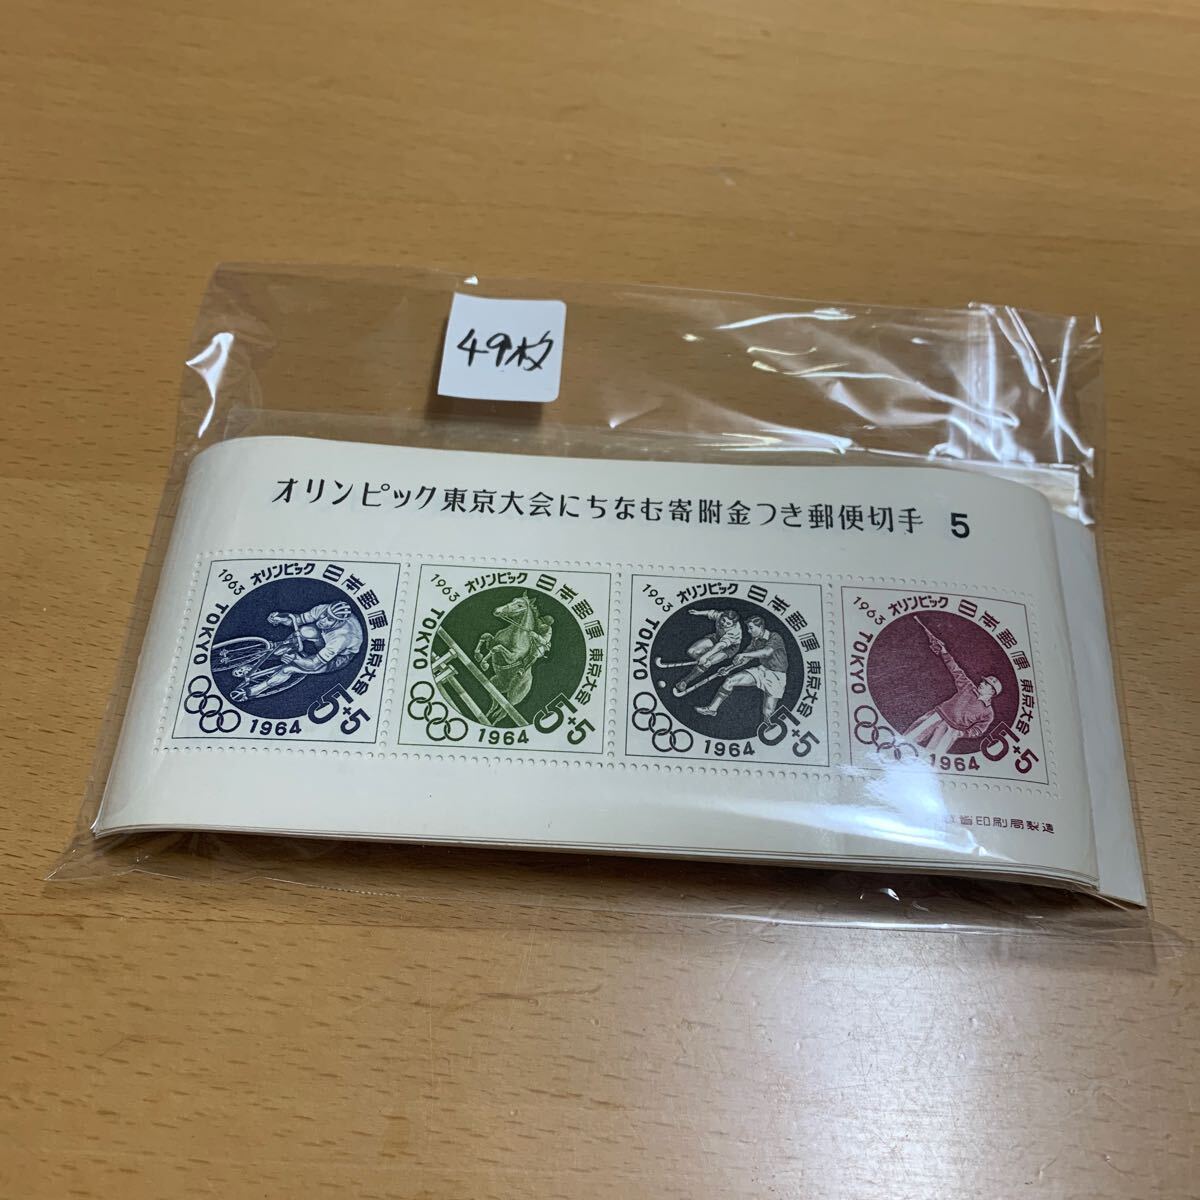 49枚
オリンピック東京大会にちなむ寄附金つき郵便切手 5
1963 オリンピック 日本郵便 東京大会
TOKYO
1964
5+5
1963 オリンピック 日本郵便 東京大会
TOKYO
1964
5+5
1963 オリンピック 日本郵便 東京大会
TOKYO
1964
5+5
1963 オリンピック 日本郵便 東京大会
TOKYO
1964
5+5
省印刷局製造